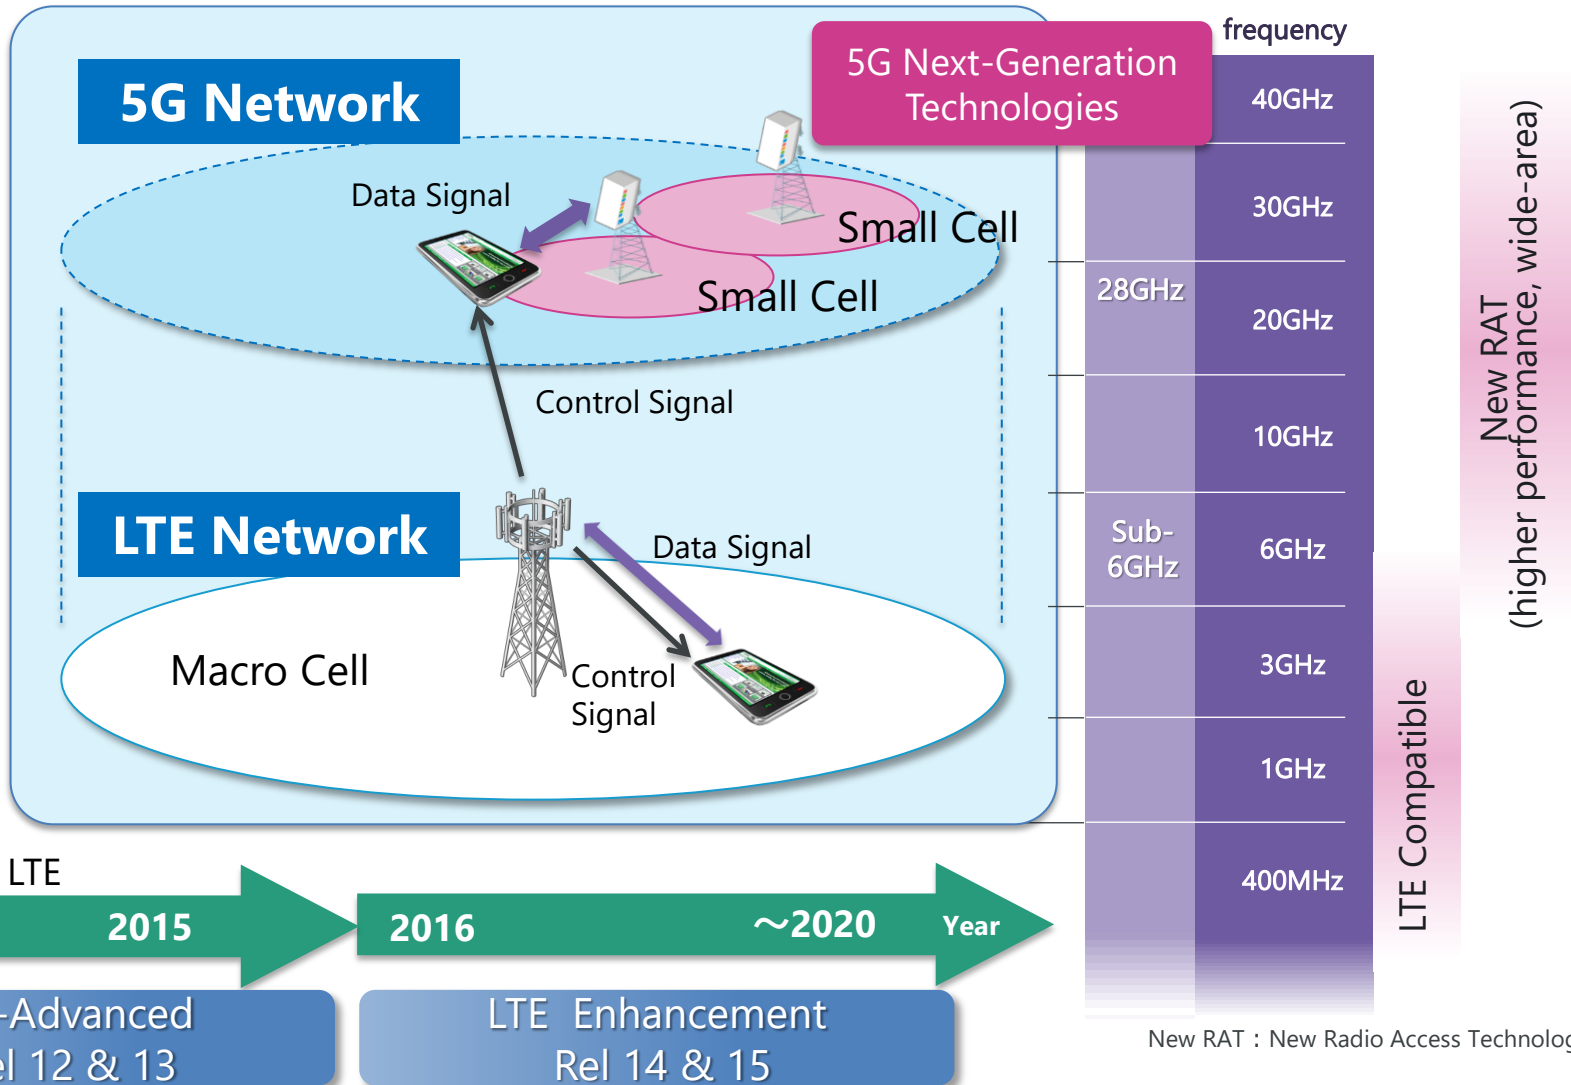 frequency
5G Next-Generation
Technologies
5G Network
40GHz
Data Signal
30GHz
Small Cell
Small Cell
28GHz
20GHz
Control Signal
10GHz
LTE Network
Data Signal
Sub-
6GHz
6GHz
Macro Cell
Control
Signal
3GHz
1GHz
400MHz
New RAT
(higher performance, wide-area)
LTE Compatible
LTE
2015
2016
～2020
Year
-Advanced
el 12 & 13
LTE Enhancement
Rel 14 & 15
New RAT：New Radio Access Technolog